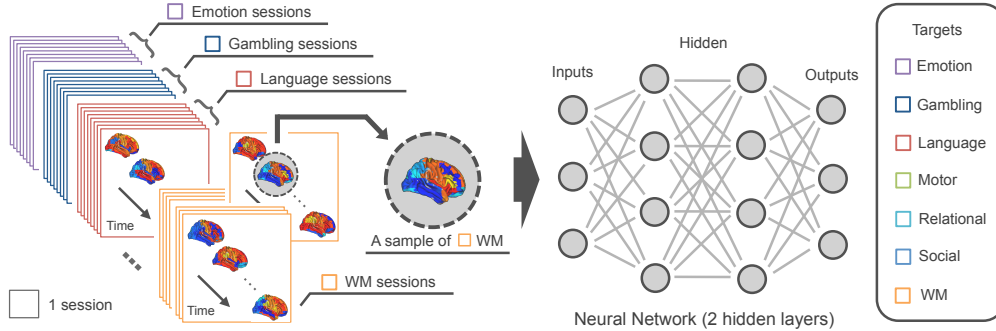 Emotion sessions
Gambling sessions
Language sessions
Time
A sample of WM
WM sessions
Time
1 session
Inputs
Hidden
Outputs
Neural Network (2 hidden layers)
Targets
Emotion
Gambling
Language
Motor
Relational
Social
WM